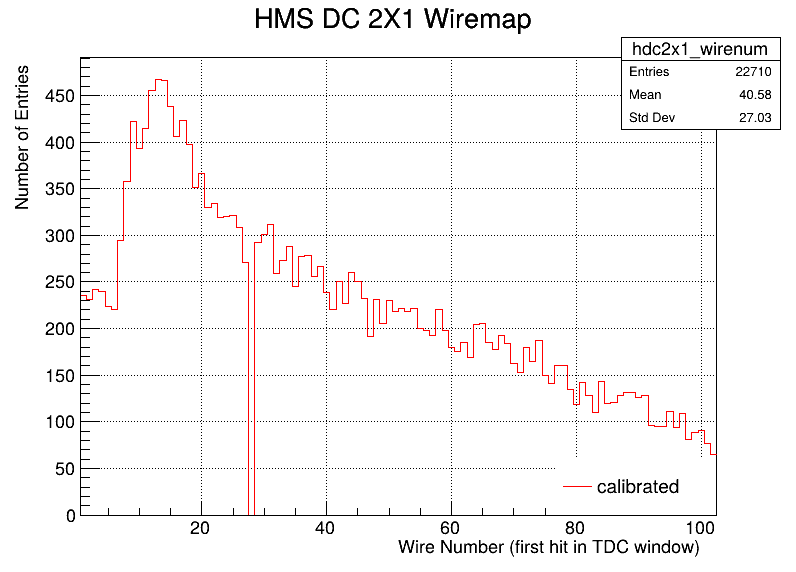 HMS DC 2X1 Wiremap
hdc2x1_wirenum
Entries 22710
Mean 40.58
Std Dev 27.03
Number of Entries
450
400
350
300
250
200
150
100
50
0
calibrated
20 40 60 80 100
Wire Number (first hit in TDC window)